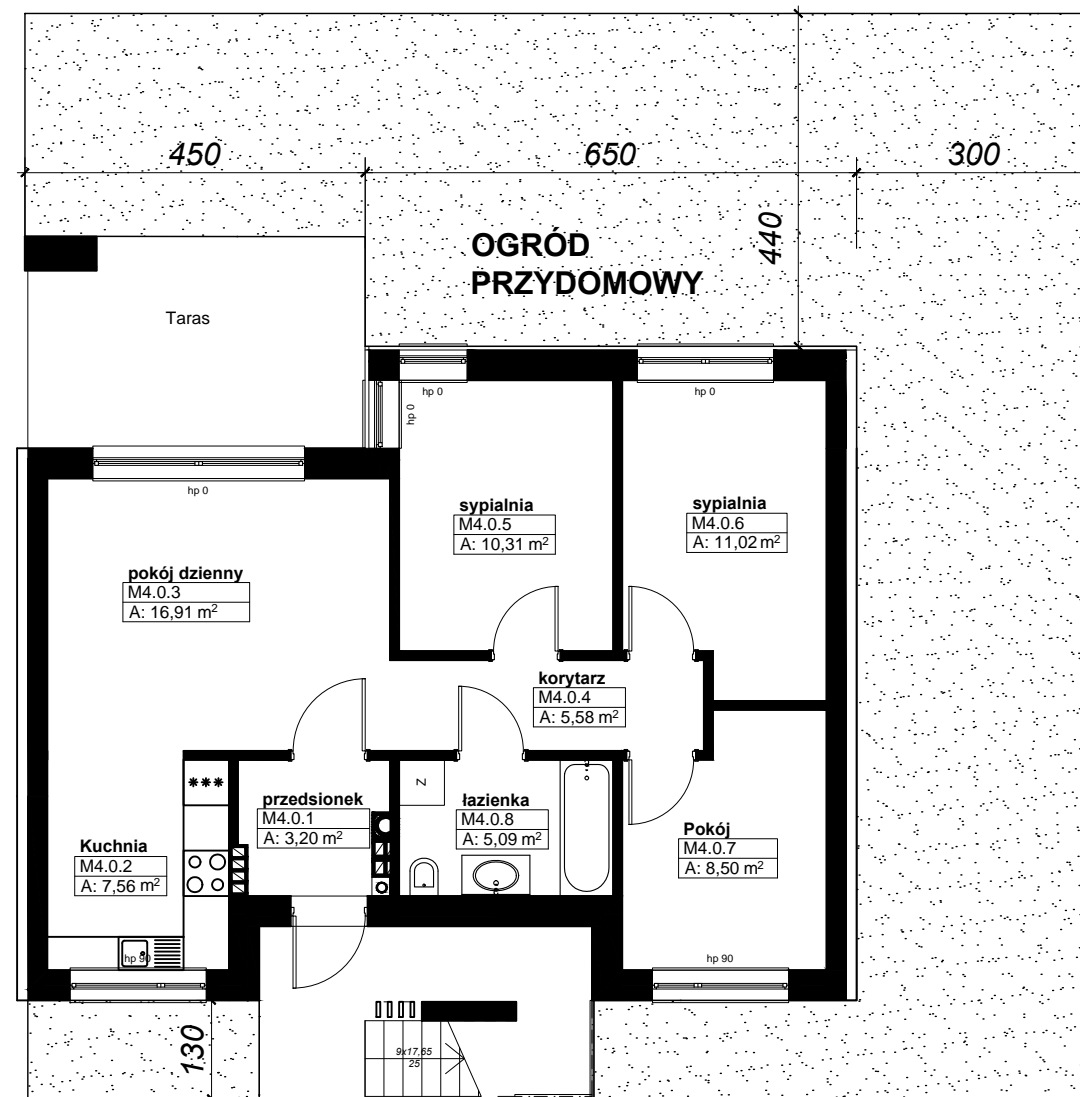 450
650
300
440
OGRÓD
PRZYDOMOWY
Taras
hp 0
hp 0
hp 0
hp 0
sypialnia
M4.0.5
A: 10,31 m²
sypialnia
M4.0.6
A: 11,02 m²
pokój dzienny
M4.0.3
A: 16,91 m²
korytarz
M4.0.4
A: 5,58 m²
Z
przedsionek
M4.0.1
A: 3,20 m²
łazienka
M4.0.8
A: 5,09 m²
Pokój
M4.0.7
A: 8,50 m²
Kuchnia
M4.0.2
A: 7,56 m²
hp 90
hp 90
130
9x17,65
25